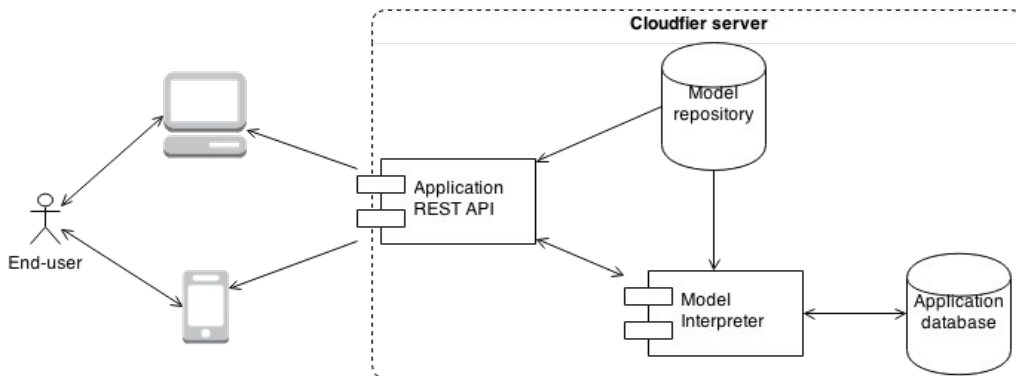 Cloudfier server
Model
repository
Application
REST API
End-user
Model
Interpreter
Application
database